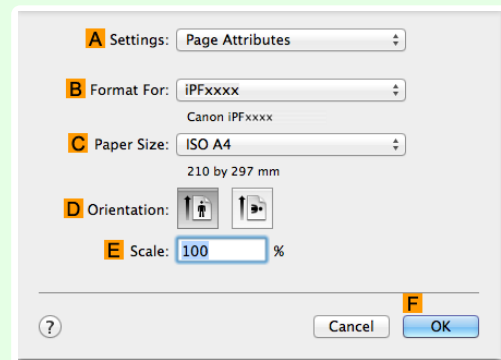 A Settings: Page Attributes
B Format For: iPFxxxx
Canon iPFxxxx
C Paper Size: ISO A4
210 by 297 mm
D Orientation:
E Scale: 100 %
F
? Cancel OK